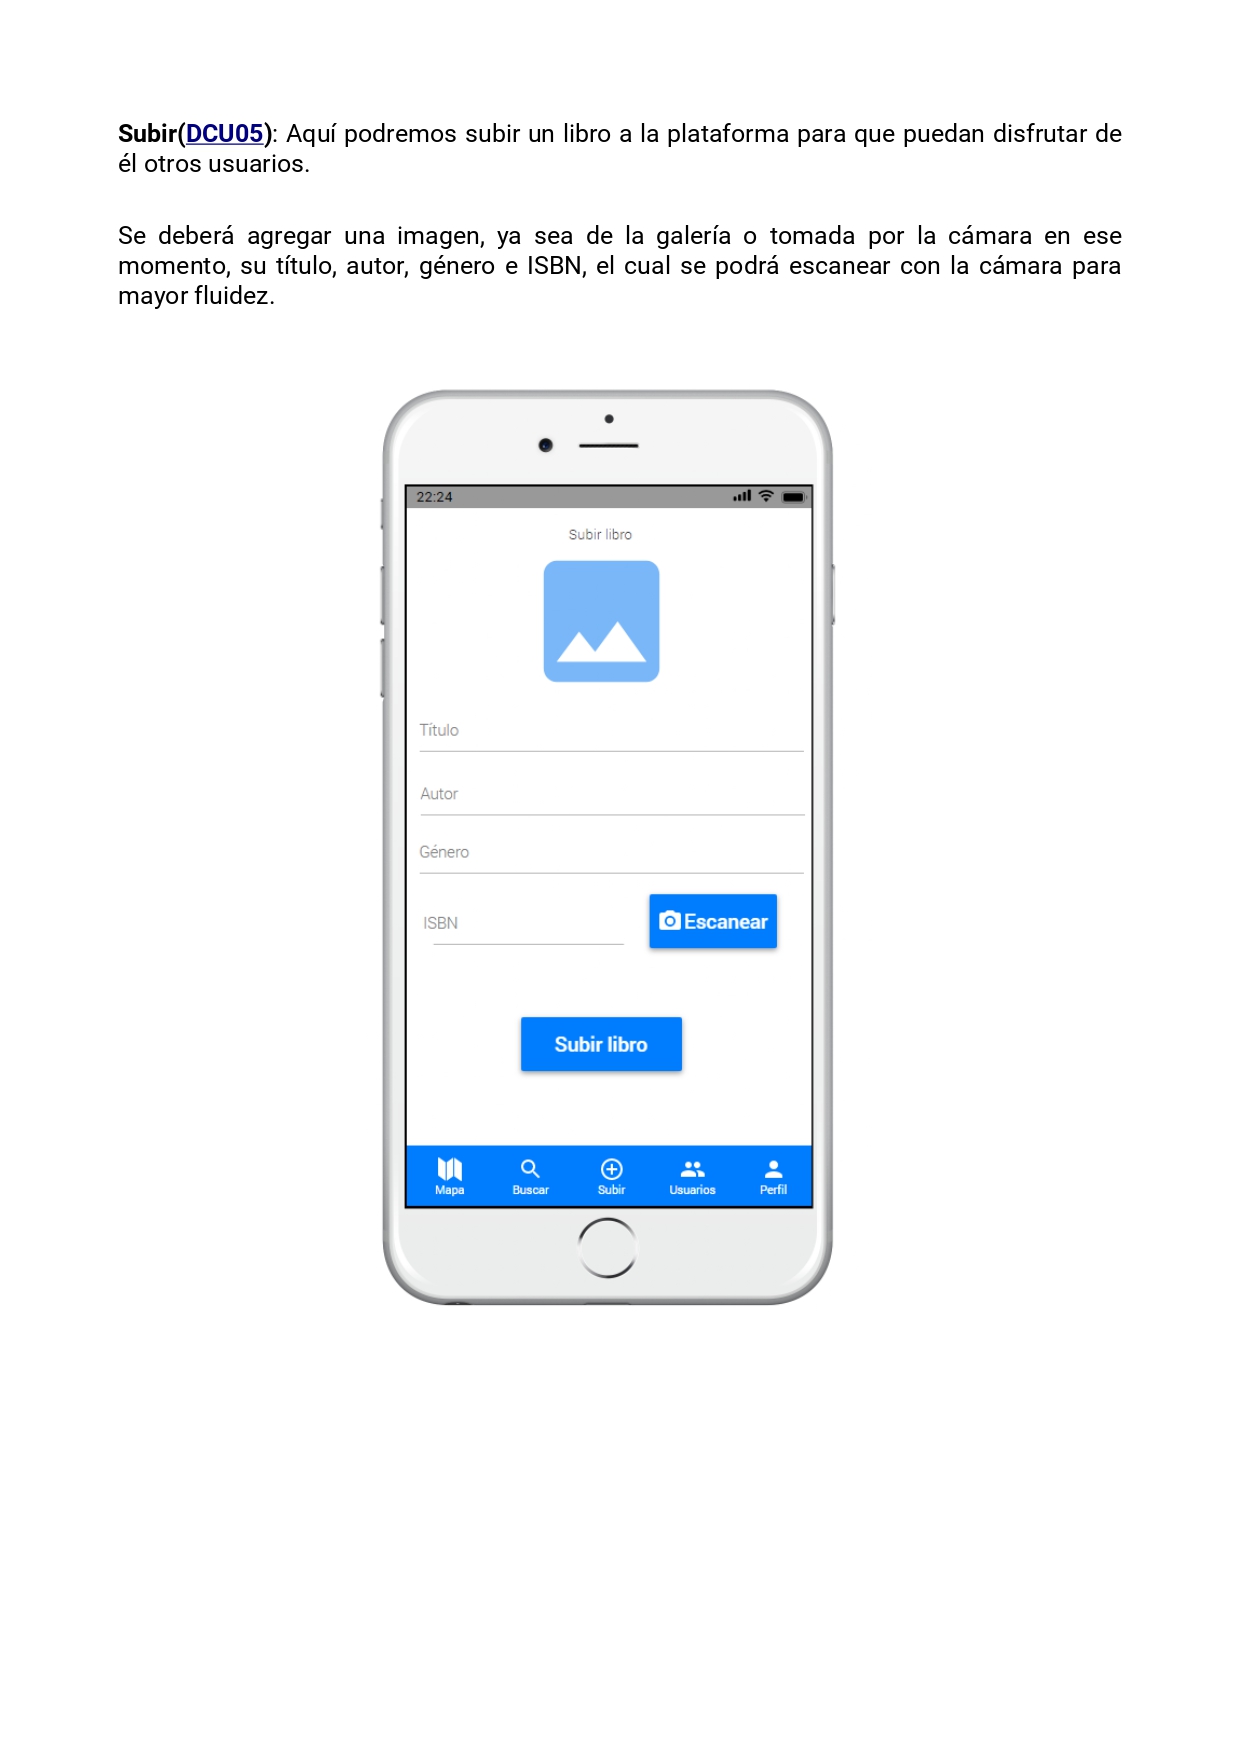 Subir(DCU05): Aquí podremos subir un libro a la plataforma para que puedan disfrutar de
él otros usuarios.
Se deberá agregar una imagen, ya sea de la galería o tomada por la cámara en ese
momento, su título, autor, género e ISBN, el cual se podrá escanear con la cámara para
mayor fluidez.
22:24
Subir libro
Título
Autor
Género
ISBN
Escanear
Subir libro
Mapa
Buscar
Subir
Usuarios
Perfil